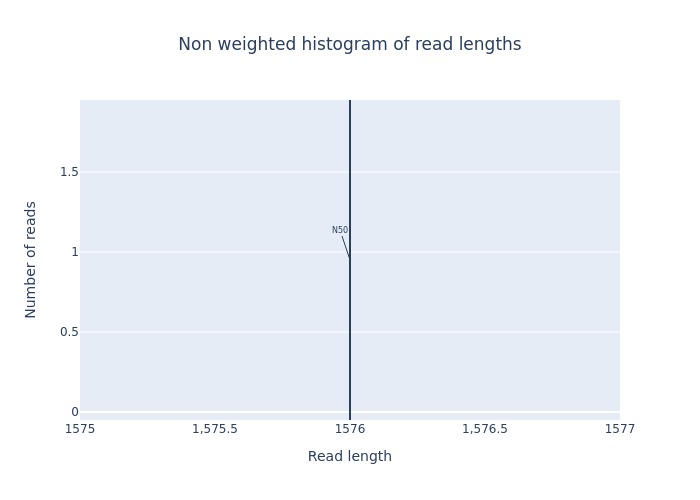 Non weighted histogram of read lengths
Number of reads
1.5
1
0.5
0
N50
1575
1,575.5
1576
1,576.5
1577
Read length